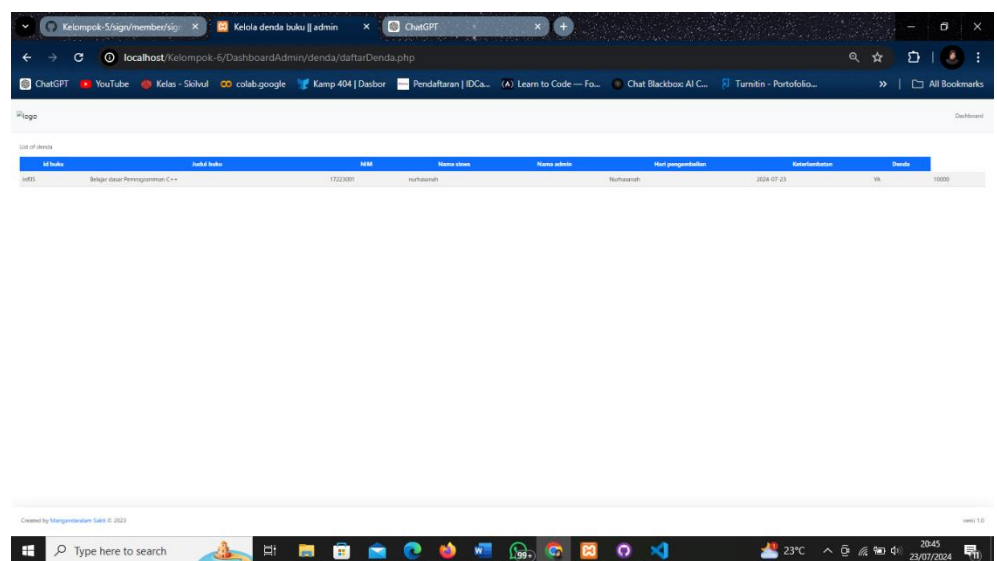 Kelompok-5/sign/member/sig
Kelola denda buku || admin
ChatGPT
localhost/Kelompok-6/DashboardAdmin/denda/daftarDenda.php
ChatGPT YouTube Kelas - Skilvul colab.google Kamp 404 | Dasbor Pendaftaran | IDCa... Learn to Code — Fo... Chat Blackbox: AI C... Turnitin - Portofolio... » All Bookmarks
logo Dashboard
List of denda
Id buku Judul buku NIM Nama siswa Nama admin Hari pengembalian Keterlambatan Denda
inf05 Belajar dasar Pemrogramman C++ 17223001 nurhasanah Nurhasanah 2024-07-23 YA 10000
Created by Mangandaralam Sakti © 2023 versi 1.0
Type here to search 99+ 23°C 20:45
23/07/2024